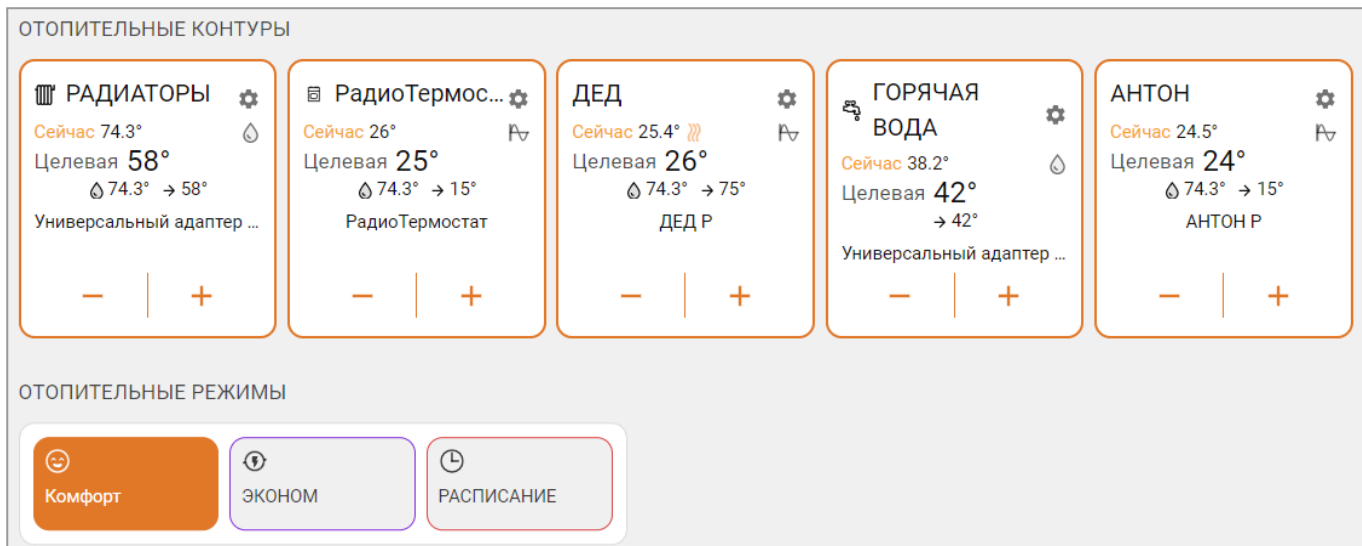 ОТОПИТЕЛЬНЫЕ КОНТУРЫ
РАДИАТОРЫ
Сейчас 74.3°
Целевая 58°
74.3° → 58°
Универсальный адаптер ...
− +
РадиоТермос...
Сейчас 26°
Целевая 25°
74.3° → 15°
РадиоТермостат
− +
ДЕД
Сейчас 25.4°
Целевая 26°
74.3° → 75°
ДЕД Р
− +
ГОРЯЧАЯ
ВОДА
Сейчас 38.2°
Целевая 42°
→ 42°
Универсальный адаптер ...
− +
АНТОН
Сейчас 24.5°
Целевая 24°
74.3° → 15°
АНТОН Р
− +
ОТОПИТЕЛЬНЫЕ РЕЖИМЫ
Комфорт
ЭКОНОМ
РАСПИСАНИЕ